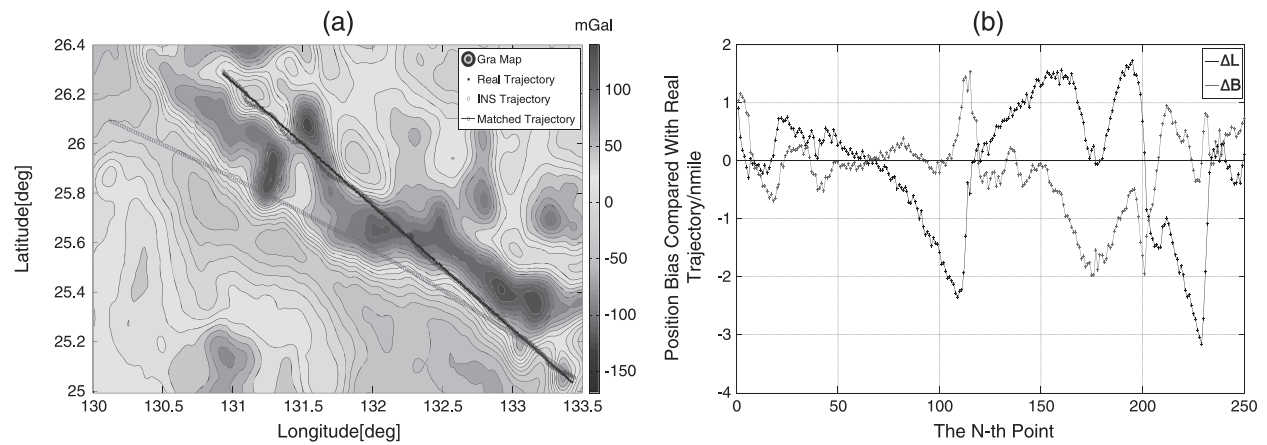 (a)
mGal
26.4
26.2
26
25.8
25.6
25.4
25.2
25
Latitude[deg]
130
130.5
131
131.5
132
132.5
133
133.5
Longitude[deg]
Gra Map
Real Trajectory
INS Trajectory
Matched Trajectory
100
50
0
-50
-100
-150
(b)
Position Bias Compared With Real
Trajectory/nmile
2
1
0
-1
-2
-3
-4
0
50
100
150
200
250
The N-th Point
ΔL
ΔB